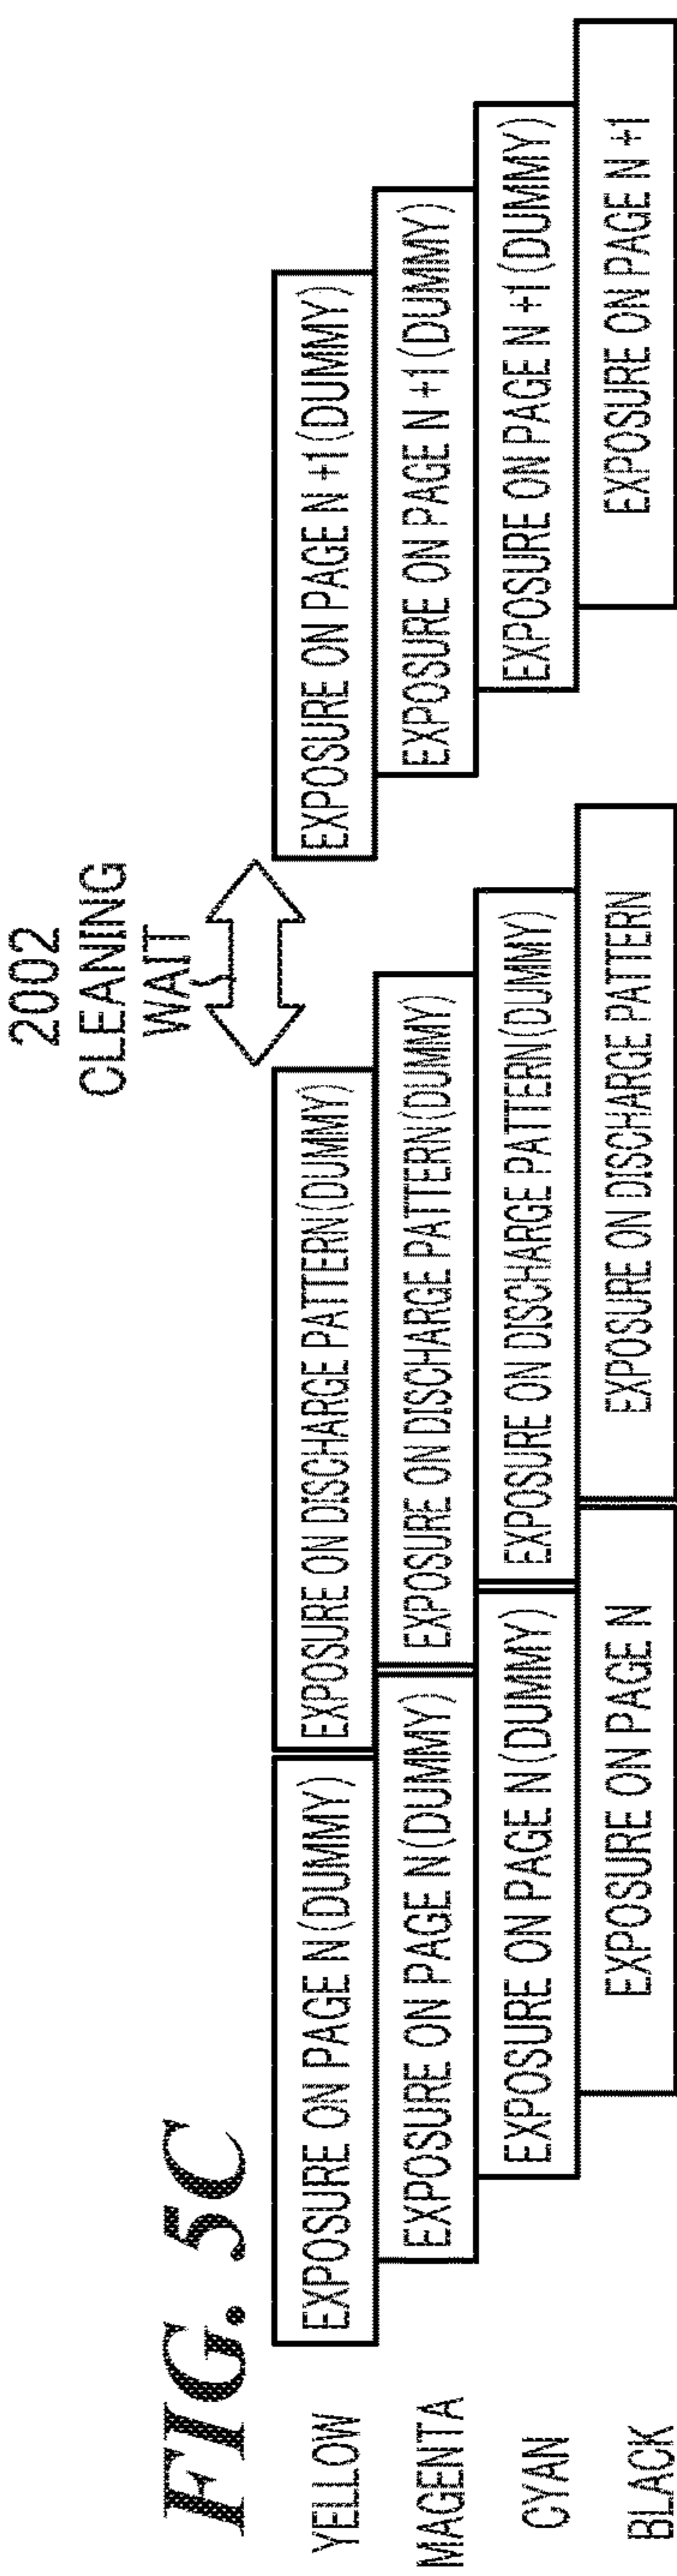 FIG. 5C
2002
CLEANING
WAIT
YELLOW
EXPOSURE ON PAGE N (DUMMY)
EXPOSURE ON DISCHARGE PATTERN (DUMMY)
EXPOSURE ON PAGE N +1 (DUMMY)
MAGENTA
EXPOSURE ON PAGE N (DUMMY)
EXPOSURE ON DISCHARGE PATTERN (DUMMY)
EXPOSURE ON PAGE N +1 (DUMMY)
CYAN
EXPOSURE ON PAGE N (DUMMY)
EXPOSURE ON DISCHARGE PATTERN (DUMMY)
EXPOSURE ON PAGE N +1 (DUMMY)
BLACK
EXPOSURE ON PAGE N
EXPOSURE ON DISCHARGE PATTERN
EXPOSURE ON PAGE N +1